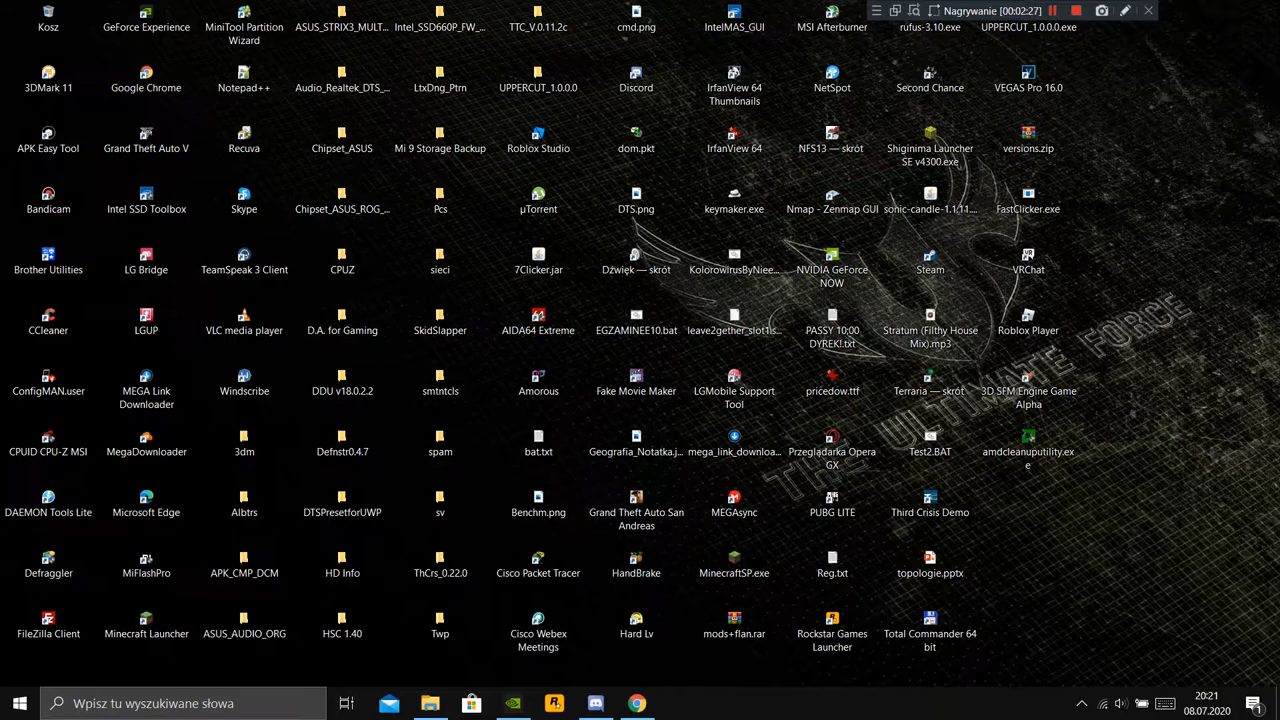 Nagrywanie [00:02:27]
Kosz
GeForce Experience
MiniTool Partition
Wizard
ASUS_STRIX3_MULT...
Intel_SSD660P_FW_...
TTC_V.0.11.2c
cmd.png
IntelMAS_GUI
MSI Afterburner
rufus-3.10.exe
UPPERCUT_1.0.0.0.exe
3DMark 11
Google Chrome
Notepad++
Audio_Realtek_DTS_...
LtxDng_Ptrn
UPPERCUT_1.0.0.0
Discord
IrfanView 64
Thumbnails
NetSpot
Second Chance
VEGAS Pro 16.0
APK Easy Tool
Grand Theft Auto V
Recuva
Chipset_ASUS
Mi 9 Storage Backup
Roblox Studio
dom.pkt
IrfanView 64
NFS13 — skrót
Shiginima Launcher
SE v4300.exe
versions.zip
Bandicam
Intel SSD Toolbox
Skype
Chipset_ASUS_ROG_...
Pcs
µTorrent
DTS.png
keymaker.exe
Nmap - Zenmap GUI
sonic-candle-1.1.11....
FastClicker.exe
Brother Utilities
LG Bridge
TeamSpeak 3 Client
CPUZ
sieci
7Clicker.jar
Dźwięk — skrót
KolorowirusByNiee...
NVIDIA GeForce
NOW
Steam
VRChat
CCleaner
LGUP
VLC media player
D.A. for Gaming
SkidSlapper
AIDA64 Extreme
EGZAMINEE10.bat
leave2gether_slot1.s...
PASSY 10;00
DYREK!.txt
Stratum (Filthy House
Mix).mp3
Roblox Player
ConfigMAN.user
MEGA Link
Downloader
Windscribe
DDU v18.0.2.2
smtntcls
Amorous
Fake Movie Maker
LGMobile Support
Tool
pricedow.ttf
Terraria — skrót
3D SFM Engine Game
Alpha
CPUID CPU-Z MSI
MegaDownloader
3dm
Defnstr0.4.7
spam
bat.txt
Geografia_Notatka.j...
mega_link_downloa...
Przeglądarka Opera
GX
Test2.BAT
amdcleanuputility.ex
e
DAEMON Tools Lite
Microsoft Edge
Albtrs
DTSPresetforUWP
sv
Benchm.png
Grand Theft Auto San
Andreas
MEGAsync
PUBG LITE
Third Crisis Demo
Defraggler
MiFlashPro
APK_CMP_DCM
HD Info
ThCrs_0.22.0
Cisco Packet Tracer
HandBrake
MinecraftSP.exe
Reg.txt
topologie.pptx
FileZilla Client
Minecraft Launcher
ASUS_AUDIO_ORG
HSC 1.40
Twp
Cisco Webex
Meetings
Hard Lv
mods+flan.rar
Rockstar Games
Launcher
Total Commander 64
bit
THE ULTIMATE FORCE
Wpisz tu wyszukiwane słowa
20:21
08.07.2020
1